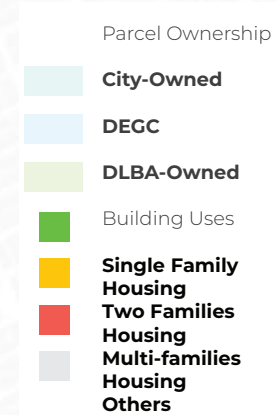 Parcel Ownership
City-Owned
DEGC
DLBA-Owned
Building Uses
Single Family
Housing
Two Families
Housing
Multi-families
Housing
Others